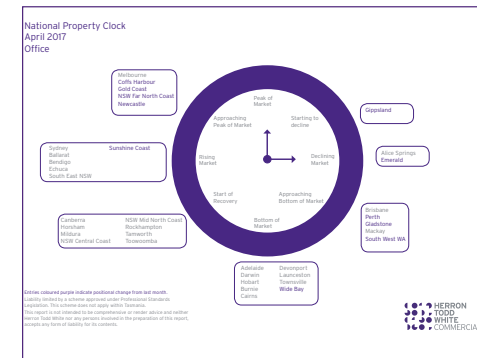 National Property Clock
April 2017
Office
Melbourne
Coffs Harbour
Gold Coast
NSW Far North Coast
Newcastle
Peak of
Market
Approaching
Peak of Market
Starting to
decline
Gippsland
Sydney
Ballarat
Bendigo
Echuca
South East NSW
Sunshine Coast
Rising
Market
Declining
Market
Alice Springs
Emerald
Start of
Recovery
Approaching
Bottom of Market
Bottom of
Market
Canberra
Horsham
Mildura
NSW Central Coast
NSW Mid North Coast
Rockhampton
Tamworth
Toowoomba
Brisbane
Perth
Gladstone
Mackay
South West WA
Adelaide
Darwin
Hobart
Burnie
Cairns
Devonport
Launceston
Townsville
Wide Bay
Entries coloured purple indicate positional change from last month.
Liability limited by a scheme approved under Professional Standards
Legislation. This scheme does not apply within Tasmania.
This report is not intended to be comprehensive or render advice and neither
Herron Todd White nor any persons involved in the preparation of this report,
accepts any form of liability for its contents.
HERRON
TODD
WHITE
COMMERCIA